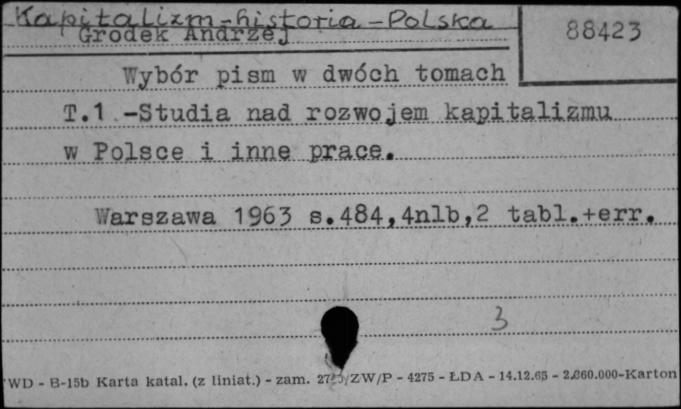 Kapitalizm-historia-Polska
88423
Grodek Andrzej
Wybór pism w dwóch tomach
T.1.-Studia nad rozwojem kapitalizmu
w Polsce i inne prace.
Warszawa 1963 s.484,4nlb,2 tabl.+err.
3
WD - B-15b Karta katal. (z liniat.) - zam. ZW/P - 4275 - ŁDA - 14.12.65 - 2.860.000-Karton